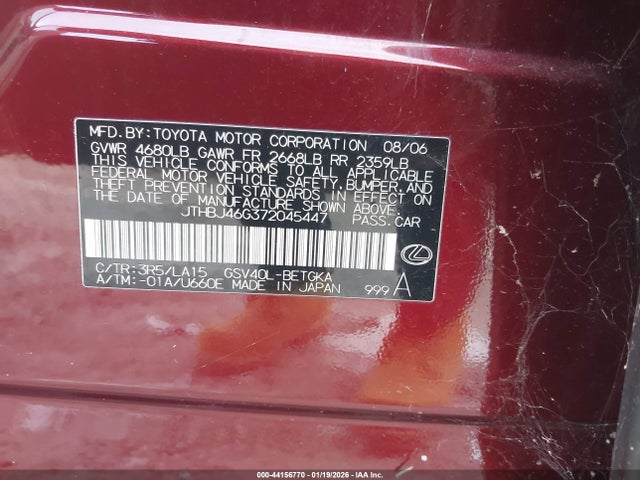 MFD.BY:TOYOTA MOTOR CORPORATION 08/06
GVWR 4680LB GAWR FR 2668LB RR 2359LB
THIS VEHICLE CONFORMS TO ALL APPLICABLE
FEDERAL MOTOR VEHICLE SAFETY,BUMPER,AND
THEFT PREVENTION STANDARDS IN EFFECT ON
THE DATE OF MANUFACTURE SHOWN ABOVE.
JTHBJ46G372045447 PASS.CAR
C/TR:3R5/LA15 GSV40L-BETGKA
A/TM:-01A/U660E MADE IN JAPAN 999 A
000-44156770 - 01/19/2026 - IAA Inc.